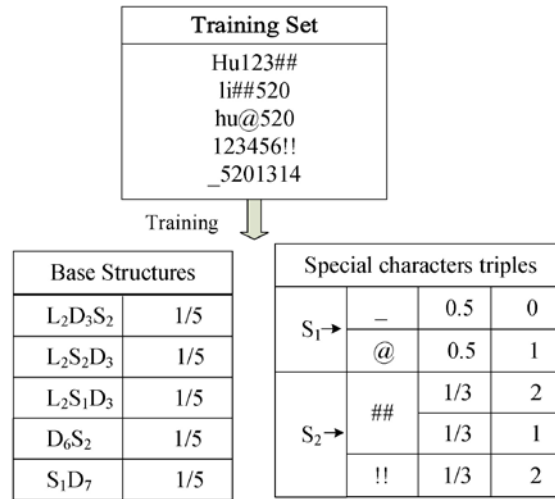 Training Set
Hu123##
li##520
hu@520
123456!!
_5201314
Training
Base Structures
L₂D₃S₂ 1/5
L₂S₂D₃ 1/5
L₂S₁D₃ 1/5
D₆S₂ 1/5
S₁D₇ 1/5
Special characters triples
S₁→ _ 0.5 0
@ 0.5 1
S₂→ ## 1/3 2
1/3 1
!! 1/3 2